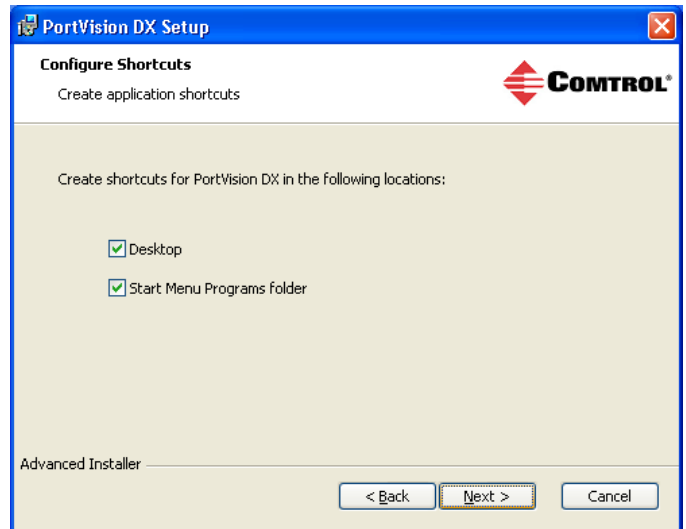 PortVision DX Setup
Configure Shortcuts
Create application shortcuts
COMTROL®
Create shortcuts for PortVision DX in the following locations:
Desktop
Start Menu Programs folder
Advanced Installer
< Back
Next >
Cancel